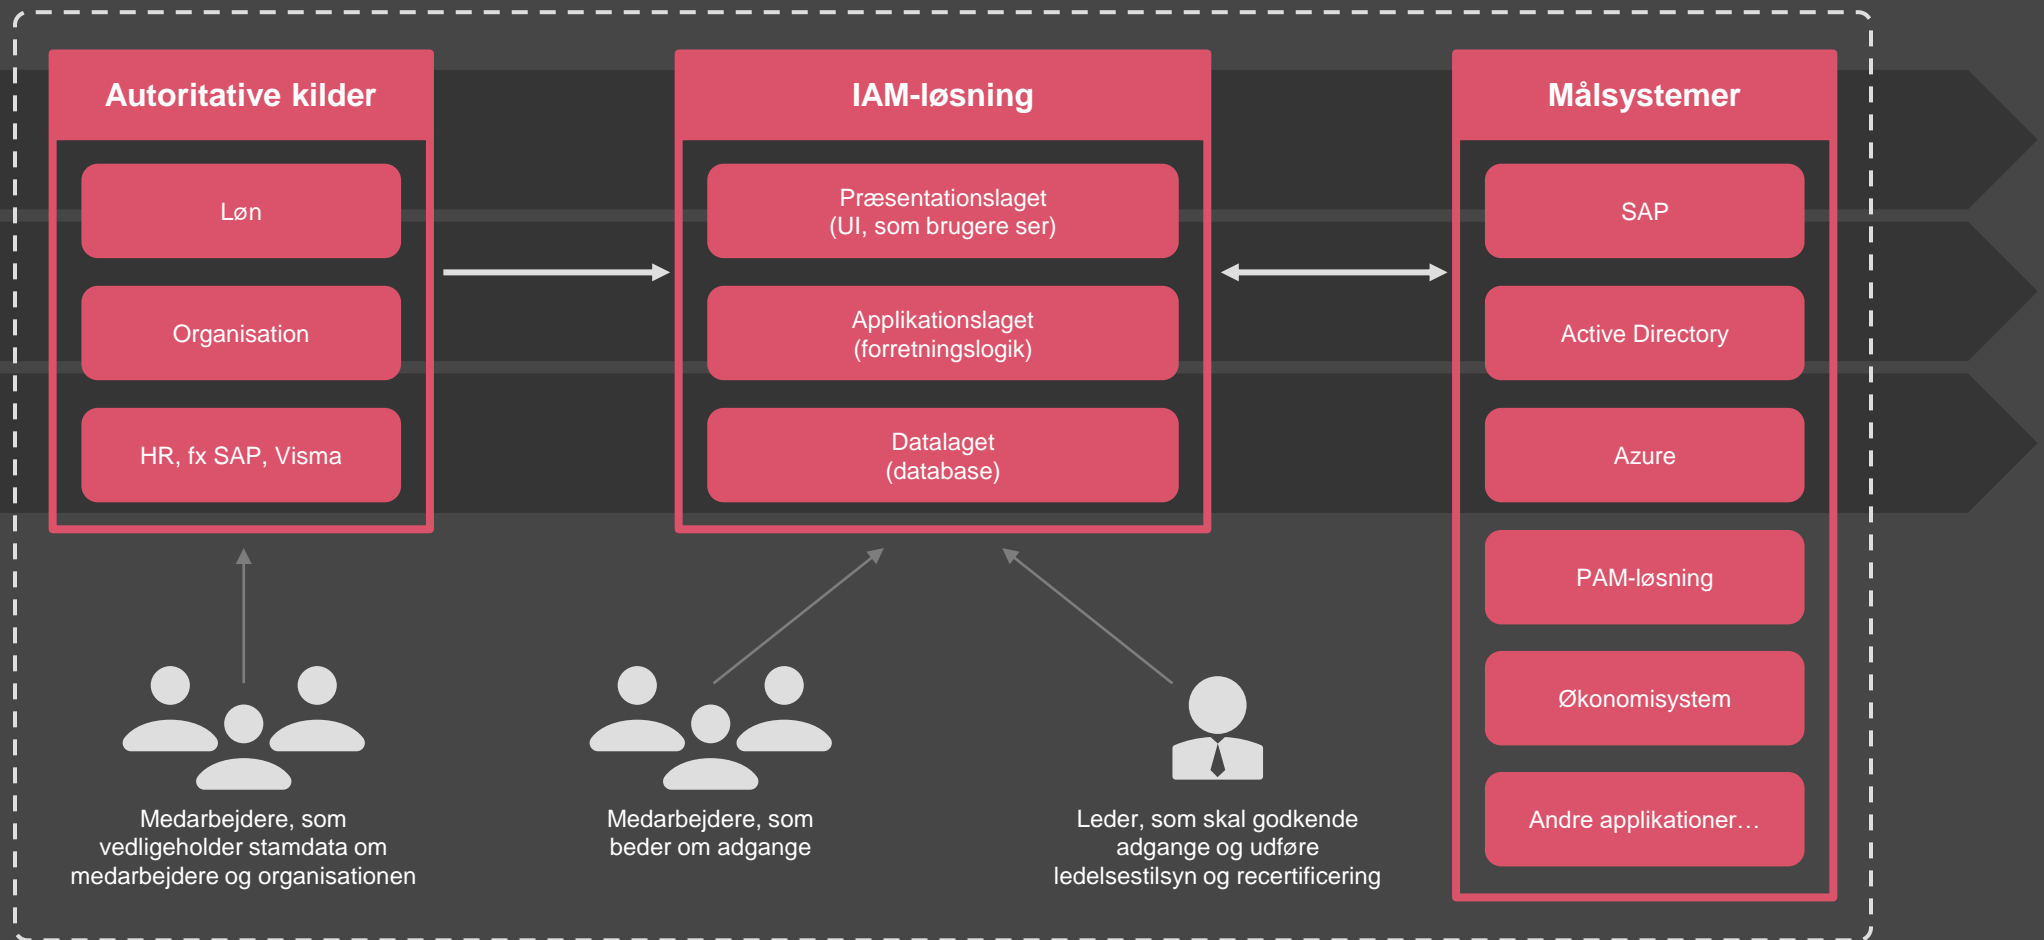 Autoritative kilder
Løn
Organisation
HR, fx SAP, Visma
IAM-løsning
Præsentationslaget
(UI, som brugere ser)
Applikationslaget
(forretningslogik)
Datalaget
(database)
Målsystemer
SAP
Active Directory
Azure
PAM-løsning
Økonomisystem
Andre applikationer…
Medarbejdere, som
vedligeholder stamdata om
medarbejdere og organisationen
Medarbejdere, som
beder om adgange
Leder, som skal godkende
adgange og udføre
ledelsestilsyn og recertificering